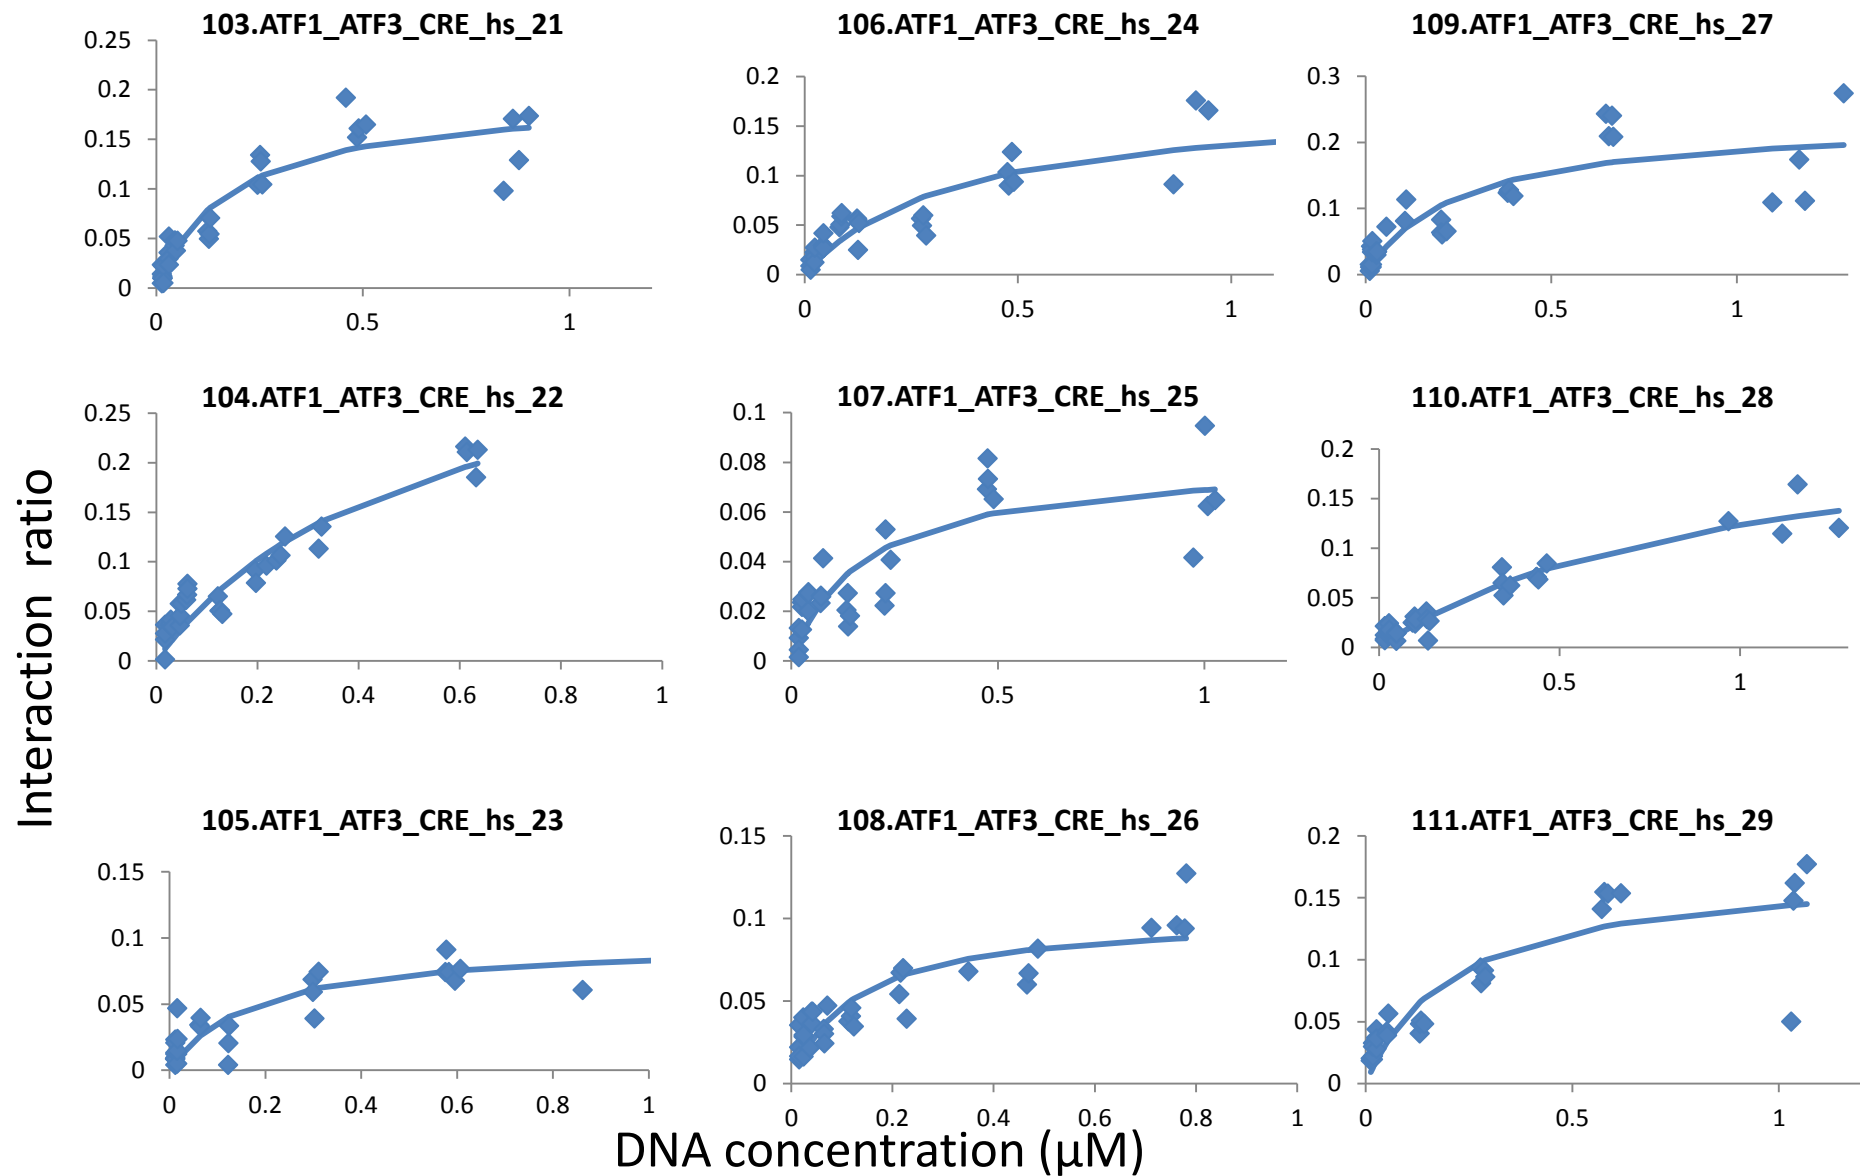 103.ATF1_ATF3_CRE_hs_21
0.25
0.2
0.15
0.1
0.05
0
0 0.5 1
106.ATF1_ATF3_CRE_hs_24
0.2
0.15
0.1
0.05
0
0 0.5 1
109.ATF1_ATF3_CRE_hs_27
0.3
0.2
0.1
0
0 0.5 1
104.ATF1_ATF3_CRE_hs_22
0.25
0.2
0.15
0.1
0.05
0
0 0.2 0.4 0.6 0.8 1
107.ATF1_ATF3_CRE_hs_25
0.1
0.08
0.06
0.04
0.02
0
0 0.5 1
110.ATF1_ATF3_CRE_hs_28
0.2
0.15
0.1
0.05
0
0 0.5 1
105.ATF1_ATF3_CRE_hs_23
0.15
0.1
0.05
0
0 0.2 0.4 0.6 0.8 1
108.ATF1_ATF3_CRE_hs_26
0.15
0.1
0.05
0
0 0.2 0.4 0.6 0.8 1
111.ATF1_ATF3_CRE_hs_29
0.2
0.15
0.1
0.05
0
0 0.5 1
Interaction ratio
DNA concentration (μM)